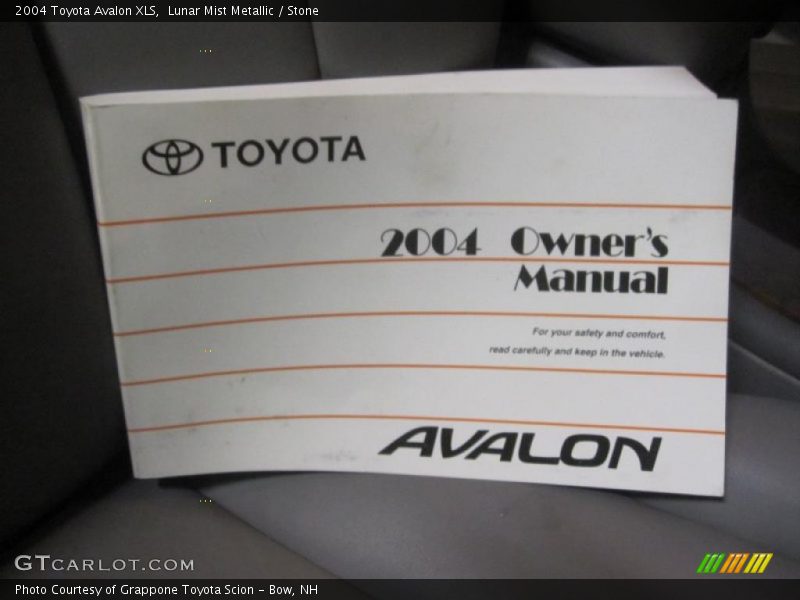 2004 Toyota Avalon XLS,  Lunar Mist Metallic / Stone
TOYOTA
2004 Owner's
Manual
For your safety and comfort,
read carefully and keep in the vehicle.
AVALON
GTCARLOT.COM
Photo Courtesy of Grappone Toyota Scion - Bow, NH